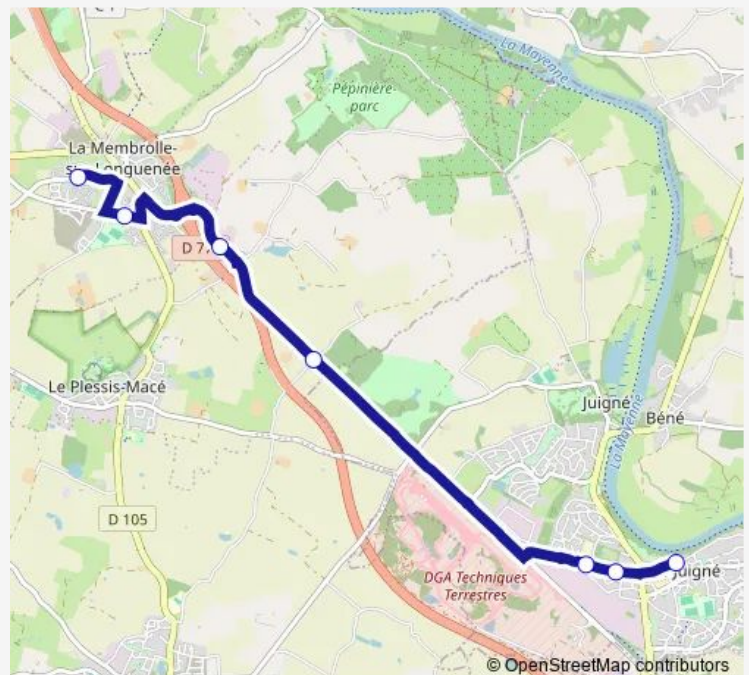 La Mayenne
Pépinière-
parc
La Membrolle-
Longuenée
D 7
Le Plessis-Macé
Juigné
Béné
La Mayenne
D 105
DGA Techniques
Terrestres
Juigné
© OpenStreetMap contributors